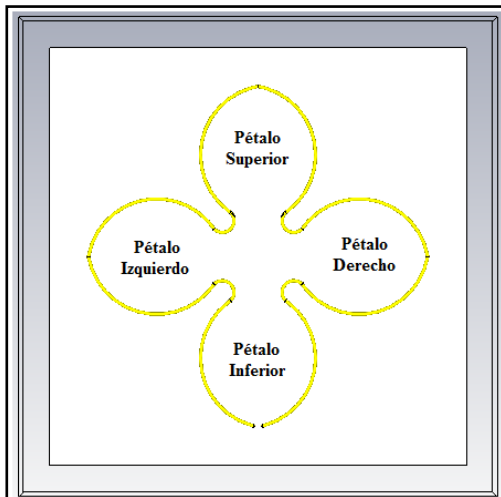 Pétalo
Superior
Pétalo
Izquierdo
Pétalo
Derecho
Pétalo
Inferior